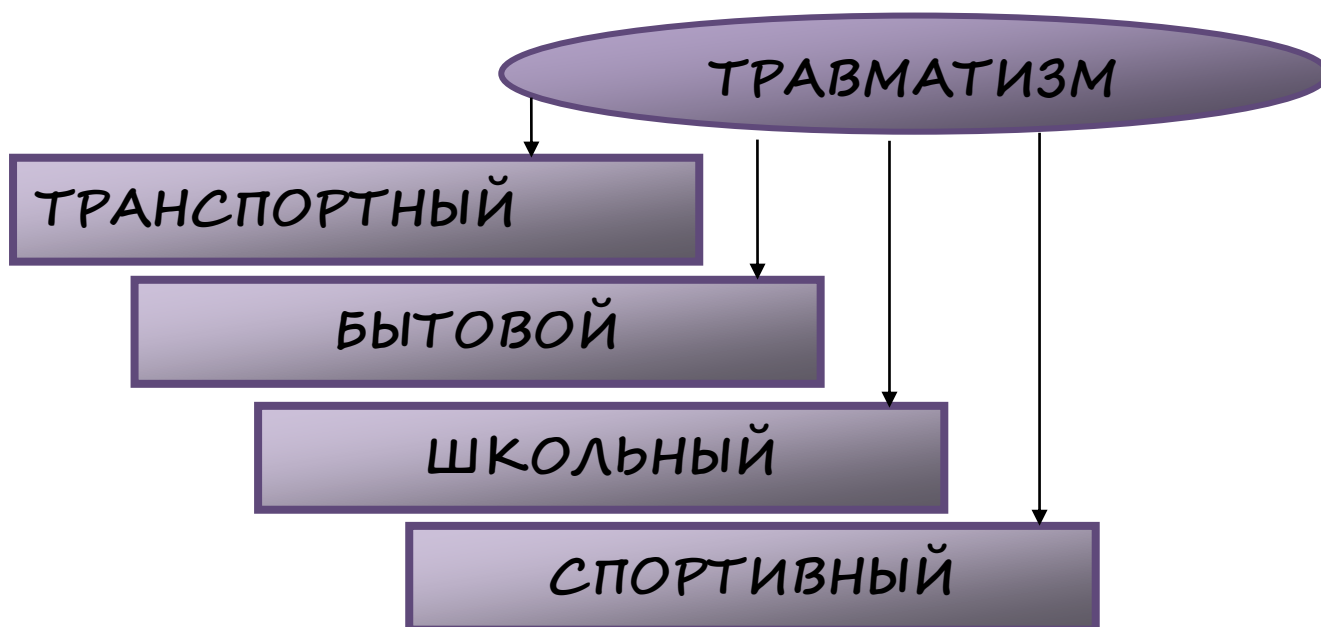 ТРАВМАТИЗМ
ТРАНСПОРТНЫЙ
БЫТОВОЙ
ШКОЛЬНЫЙ
СПОРТИВНЫЙ